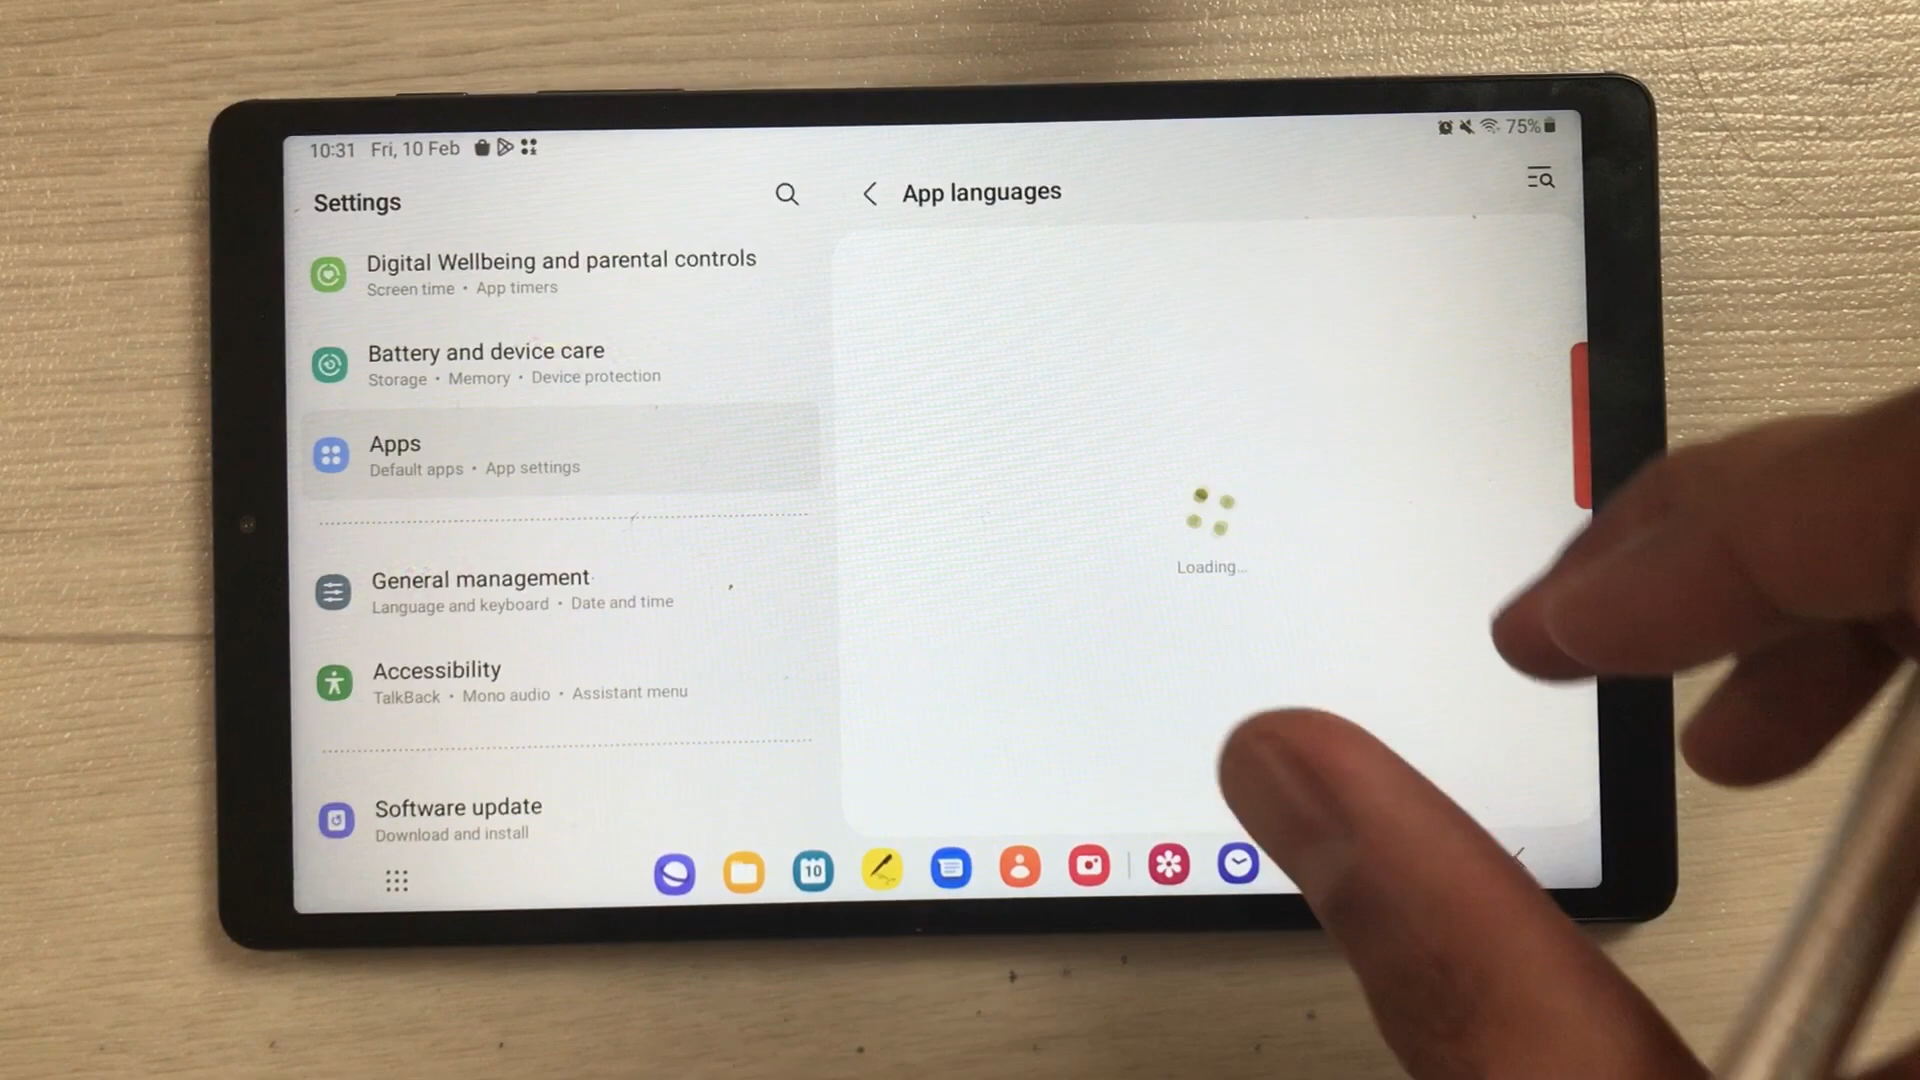 10:31 Fri, 10 Feb
75%
Settings
Digital Wellbeing and parental controls
Screen time • App timers
Battery and device care
Storage • Memory • Device protection
Apps
Default apps • App settings
General management
Language and keyboard • Date and time
Accessibility
TalkBack • Mono audio • Assistant menu
Software update
Download and install
App languages
Loading...
10